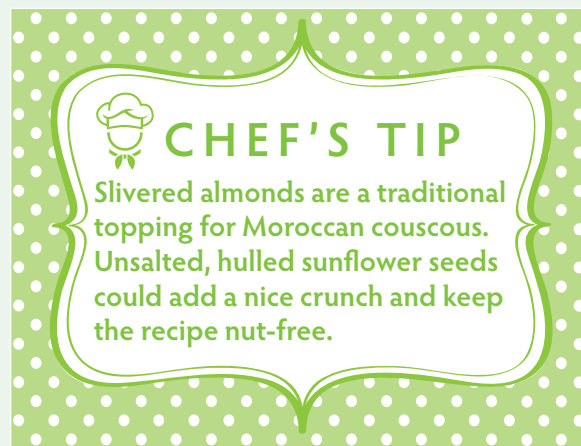 CHEF'S TIP
Slivered almonds are a traditional
topping for Moroccan couscous.
Unsalted, hulled sunflower seeds
could add a nice crunch and keep
the recipe nut-free.